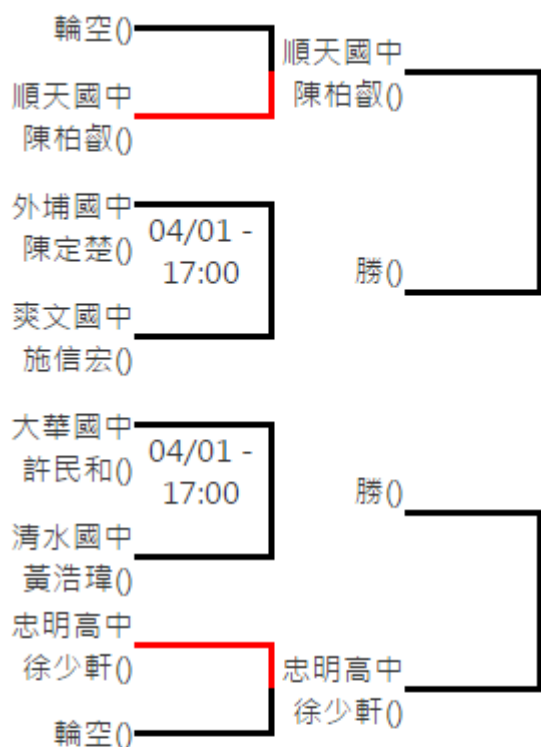 輪空()
順天國中
陳柏叡()
順天國中
陳柏叡()
外埔國中
陳定楚()
04/01 -
17:00
爽文國中
施信宏()
勝()
大華國中
許民和()
04/01 -
17:00
清水國中
黃浩瑋()
勝()
忠明高中
徐少軒()
輪空()
忠明高中
徐少軒()